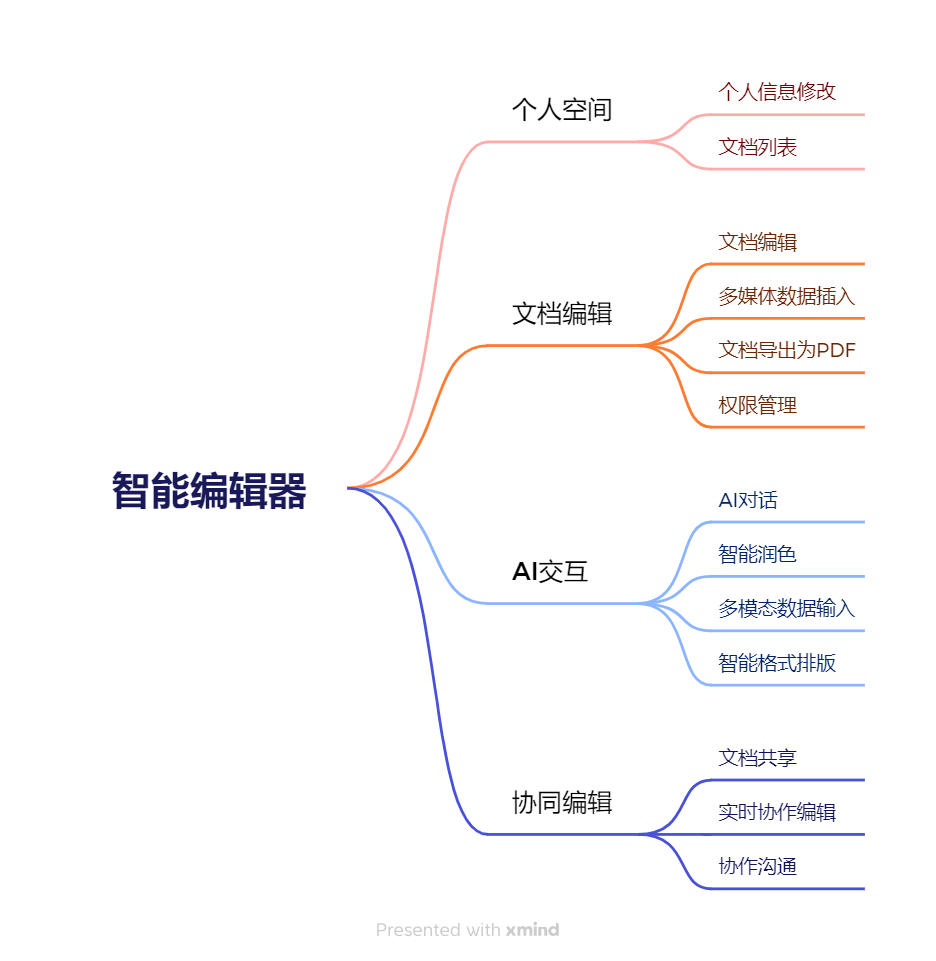 智能编辑器
个人空间
个人信息修改
文档列表
文档编辑
文档编辑
多媒体数据插入
文档导出为PDF
权限管理
AI交互
AI对话
智能润色
多模态数据输入
智能格式排版
协同编辑
文档共享
实时协作编辑
协作沟通
Presented with xmind